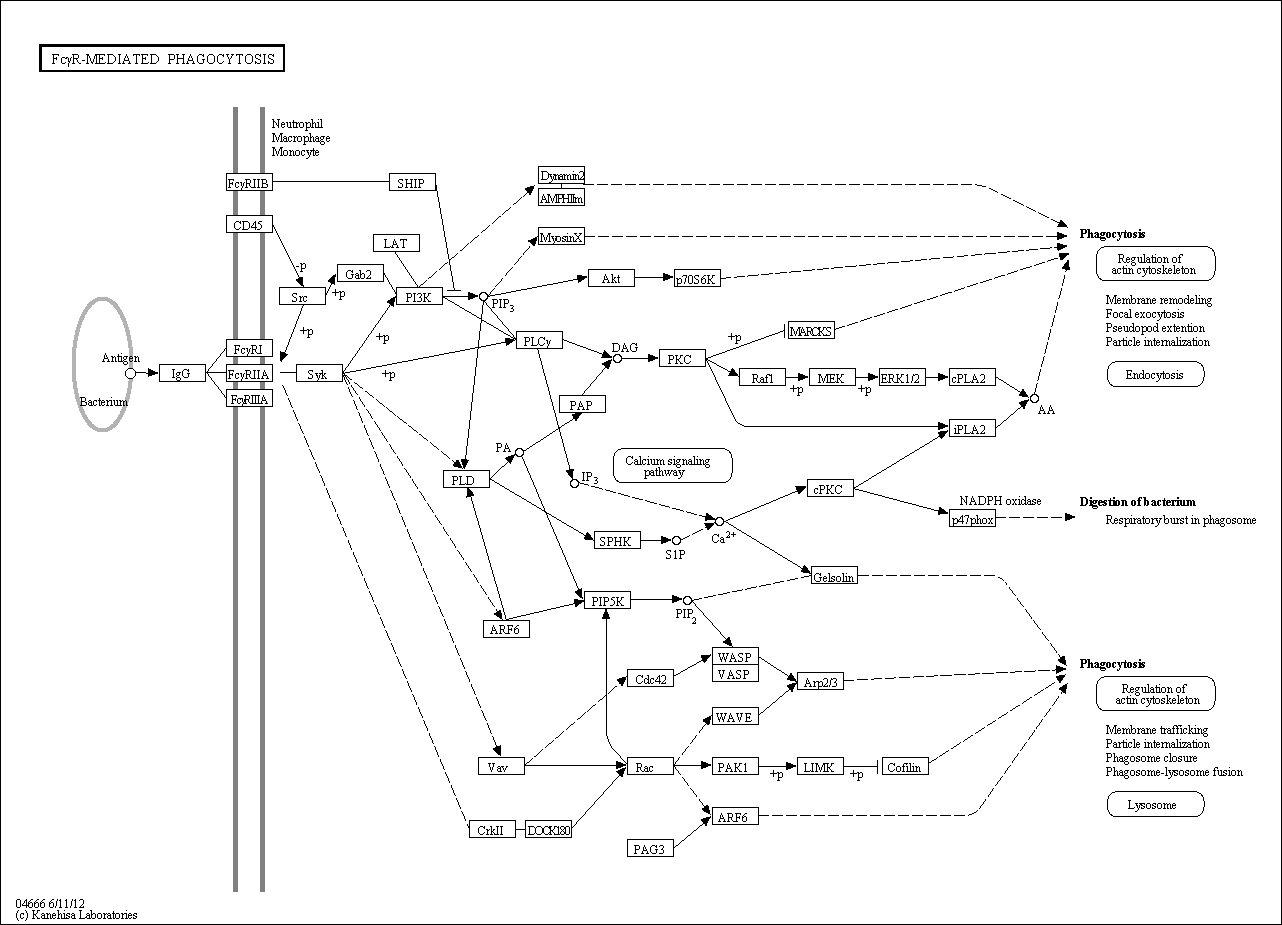 FcγR-MEDIATED PHAGOCYTOSIS
Neutrophil
Macrophage
Monocyte
FcγRIIB
SHIP
Dynamin2
AMPHIIm
CD45
LAT
MyosinX
Phagocytosis
-p
Gab2
Akt
p70S6K
Regulation of
actin cytoskeleton
Src
+p
PI3K
PIP3
Membrane remodeling
Focal exocytosis
Pseudopod extention
Particle internalization
+p
+p
PLCγ
+p
MARCKS
FcγRI
DAG
PKC
Antigen
IgG
FcγRIIA
Syk
+p
Raf1
+p
MEK
+p
ERK1/2
cPLA2
Endocytosis
Bacterium
FcγRIIIA
PAP
AA
iPLA2
PA
Calcium signaling
pathway
PLD
IP3
cPKC
NADPH oxidase
p47phox
Digestion of bacterium
Respiratory burst in phagosome
SPHK
S1P
Ca2+
Gelsolin
PIP5K
PIP2
ARF6
WASP
VASP
Cdc42
Arp2/3
Phagocytosis
Regulation of
actin cytoskeleton
WAVE
Membrane trafficking
Particle internalization
Phagosome closure
Phagosome-lysosome fusion
Vav
Rac
PAK1
+p
LIMK
+p
Cofilin
Lysosome
ARF6
CrkII
DOCK180
PAG3
04666 6/11/12
(c) Kanehisa Laboratories